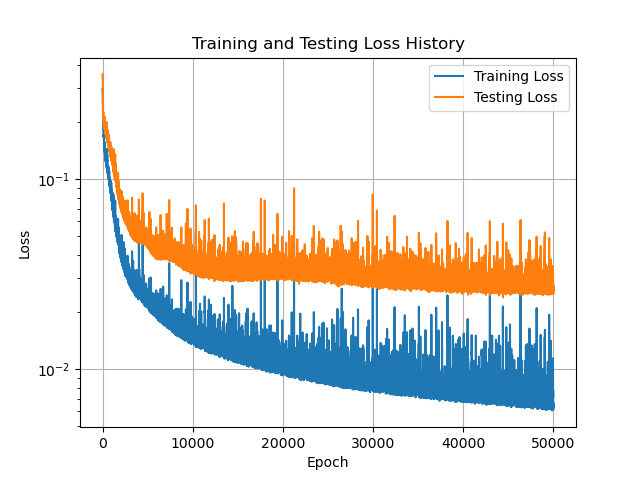 Training and Testing Loss History
Training Loss
Testing Loss
10⁻¹
10⁻²
Loss
0 10000 20000 30000 40000 50000
Epoch